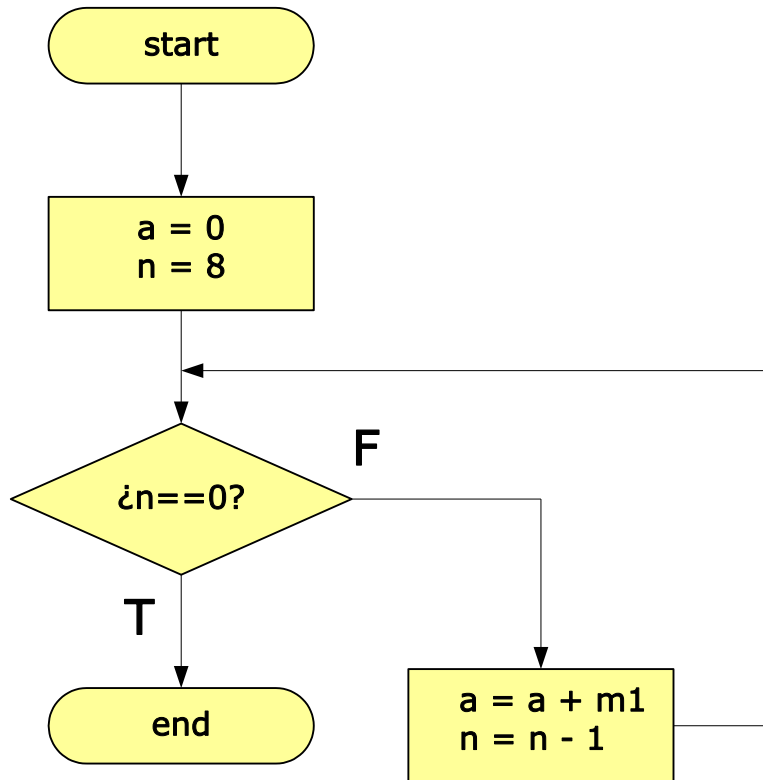 start
a = 0
n = 8
F
¿n==0?
T
end
a = a + m1
n = n - 1